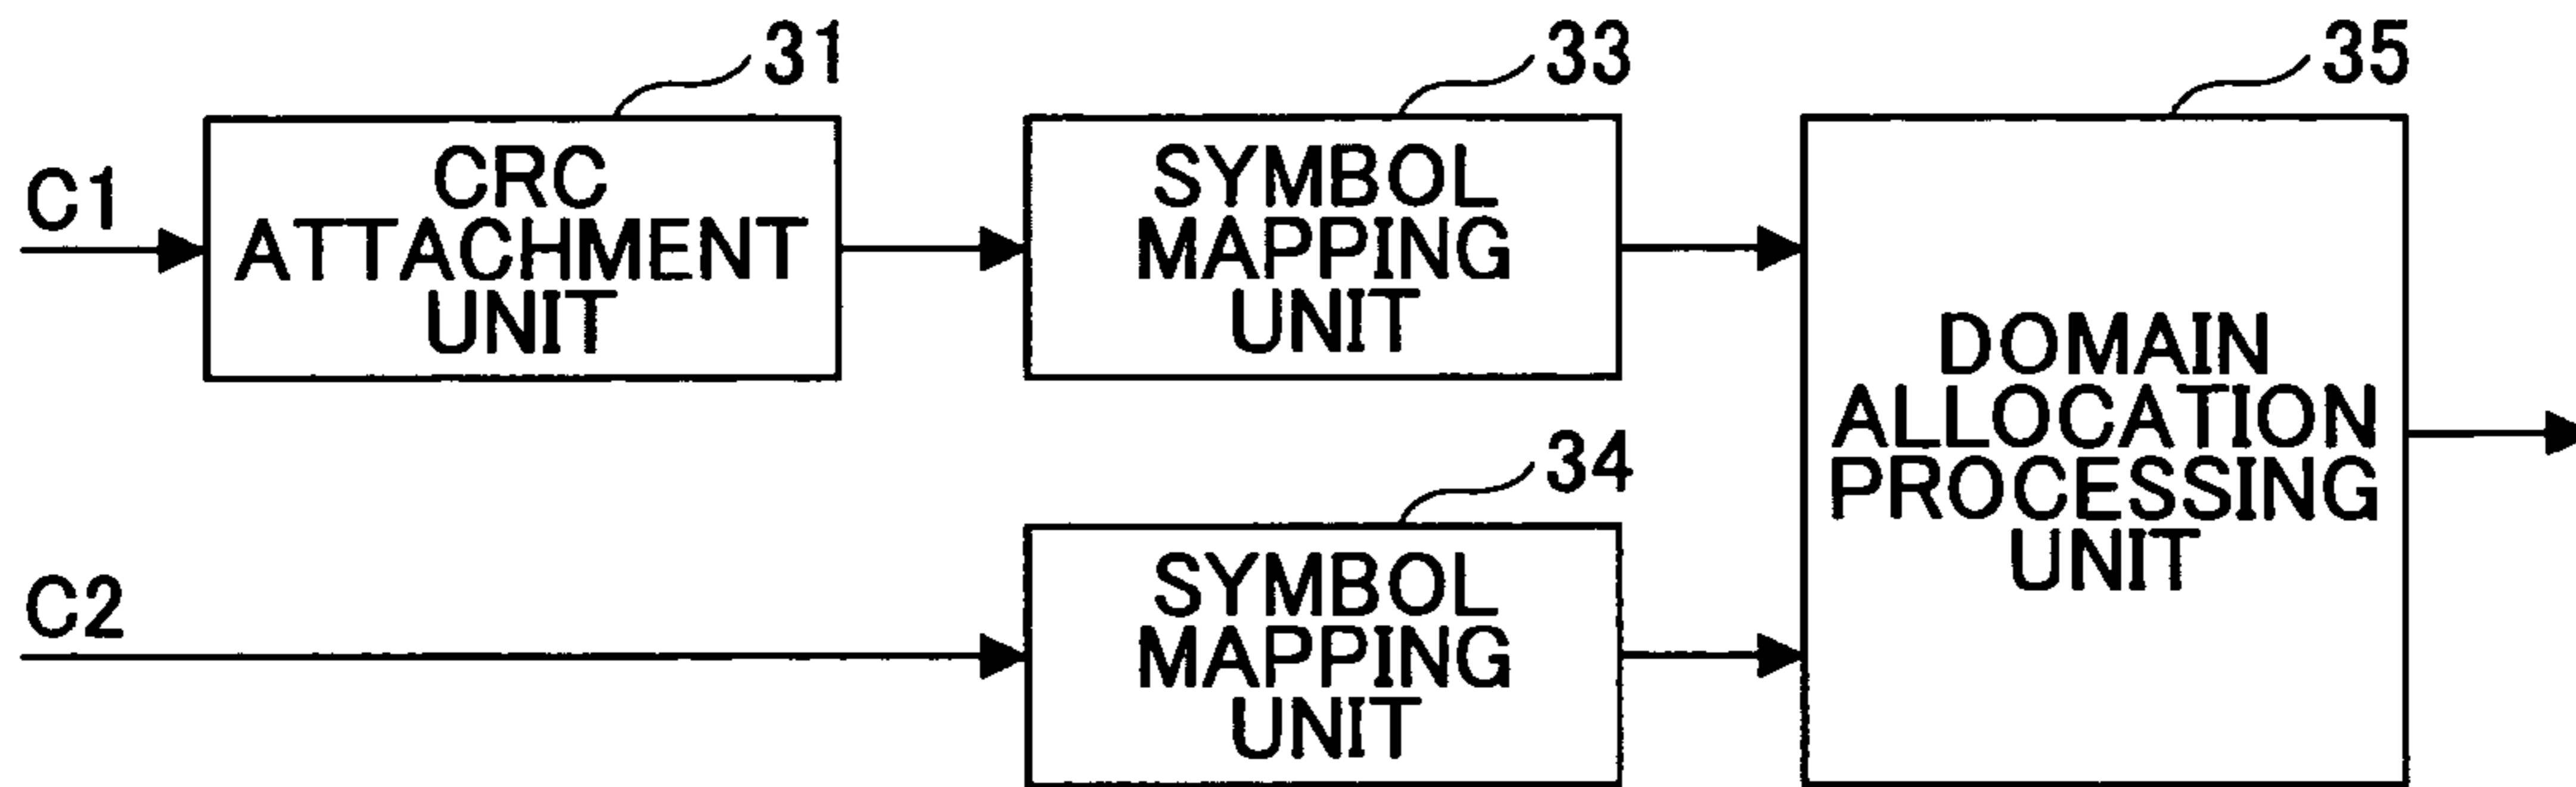 31
33
35
C1
CRC
ATTACHMENT
UNIT
SYMBOL
MAPPING
UNIT
DOMAIN
ALLOCATION
PROCESSING
UNIT
34
C2
SYMBOL
MAPPING
UNIT